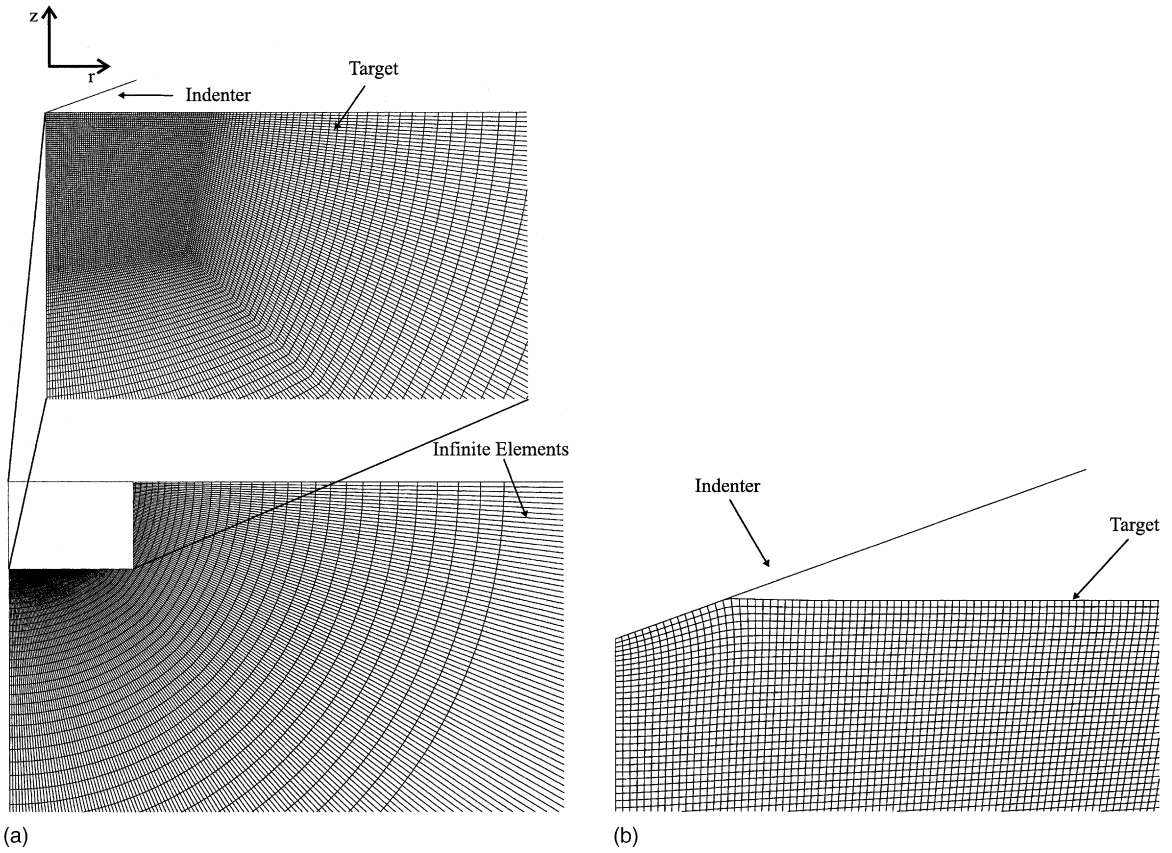 z
r
Target
Indenter
Infinite Elements
Indenter
Target
(a)
(b)